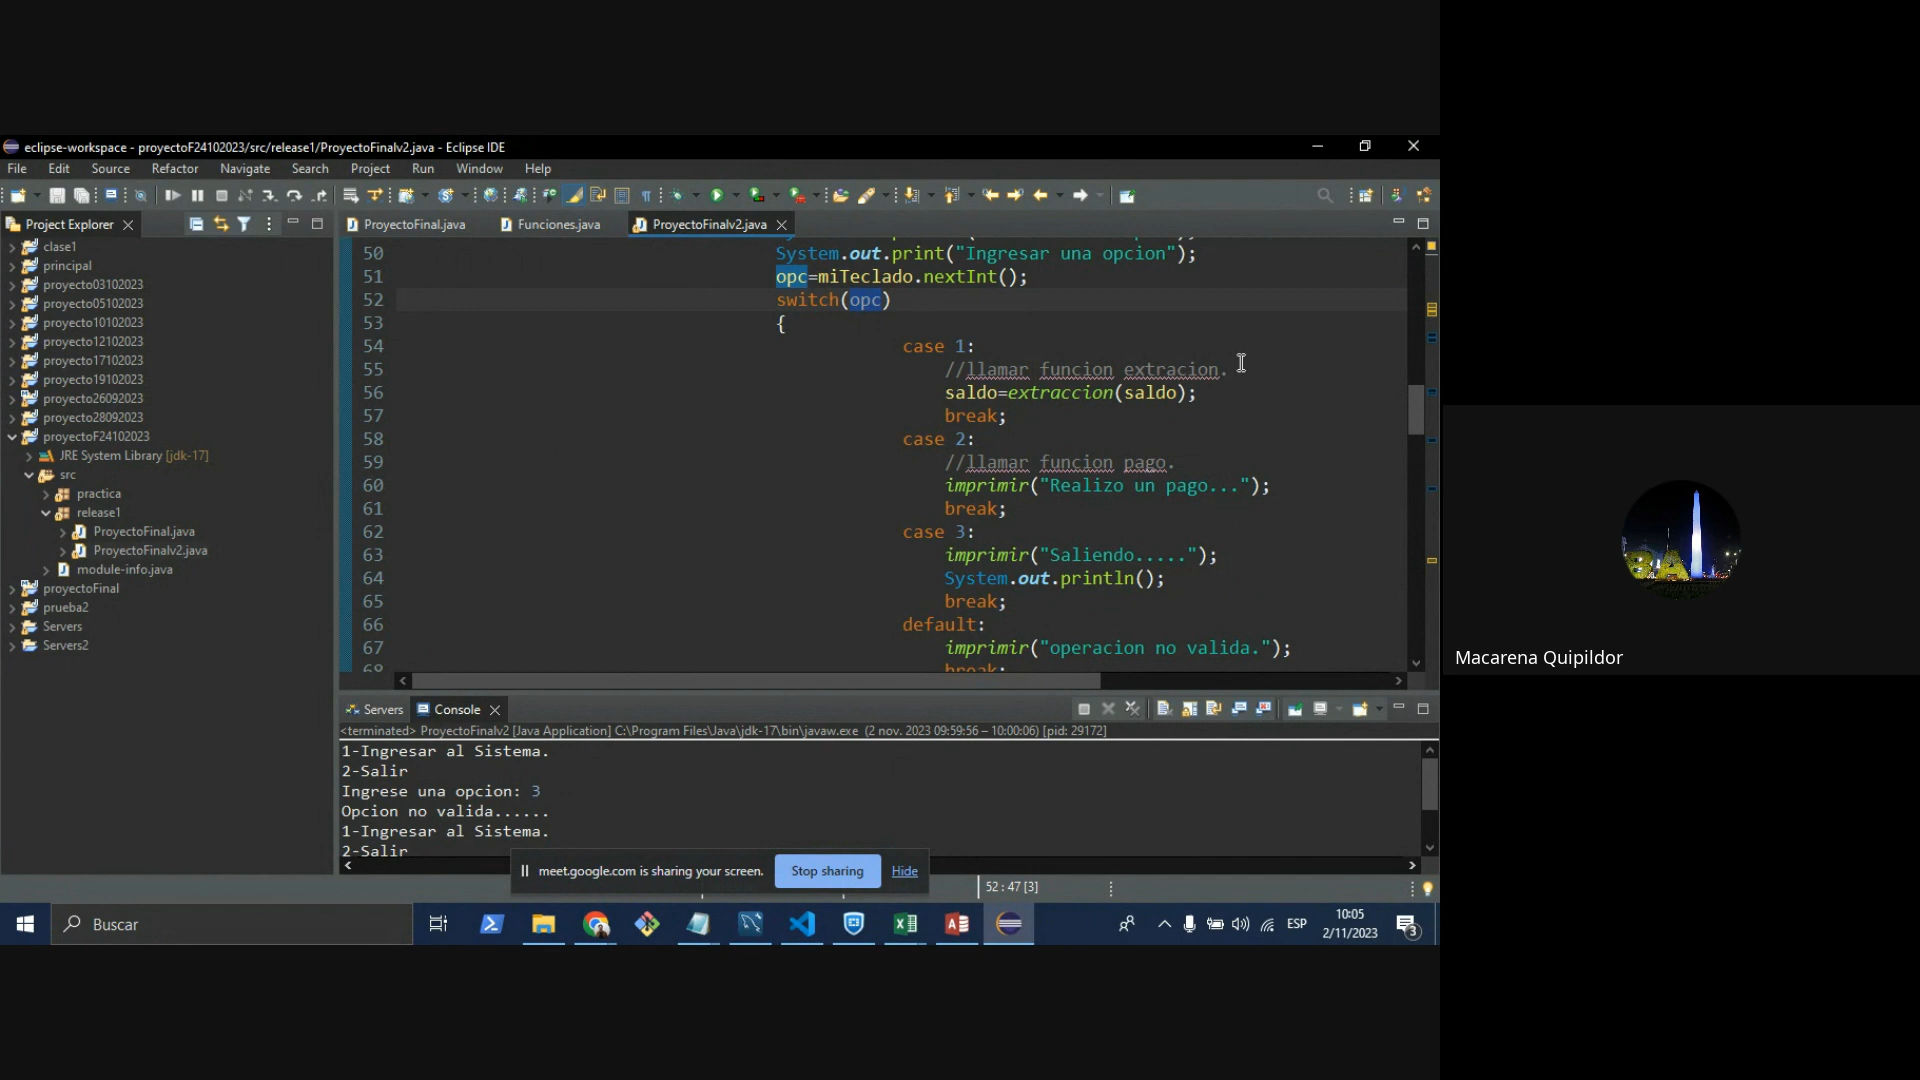 eclipse-workspace - proyectoF24102023/src/release1/ProyectoFinalv2.java - Eclipse IDE
File Edit Source Refactor Navigate Search Project Run Window Help
Project Explorer
ProyectoFinal.java Funciones.java ProyectoFinalv2.java
clase1
principal
proyecto03102023
proyecto05102023
proyecto10102023
proyecto12102023
proyecto17102023
proyecto19102023
proyecto26092023
proyecto28092023
proyectoF24102023
JRE System Library [jdk-17]
src
practica
release1
ProyectoFinal.java
ProyectoFinalv2.java
module-info.java
proyectoFinal
prueba2
Servers
Servers2
50 System.out.print("Ingresar una opcion");
51 opc=miTeclado.nextInt();
52 switch(opc)
53 {
54 case 1:
55 //llamar funcion extracion.
56 saldo=extraccion(saldo);
57 break;
58 case 2:
59 //llamar funcion pago.
60 imprimir("Realizo un pago...");
61 break;
62 case 3:
63 imprimir("Saliendo.....");
64 System.out.println();
65 break;
66 default:
67 imprimir("operacion no valida.");
68 break;
Servers Console
<terminated> ProyectoFinalv2 [Java Application] C:\Program Files\Java\jdk-17\bin\javaw.exe (2 nov. 2023 09:59:56 – 10:00:06) [pid: 29172]
1-Ingresar al Sistema.
2-Salir
Ingrese una opcion: 3
Opcion no valida......
1-Ingresar al Sistema.
2-Salir
meet.google.com is sharing your screen. Stop sharing Hide
52 : 47 [3]
Buscar
ESP
10:05
2/11/2023
3
Macarena Quipildor